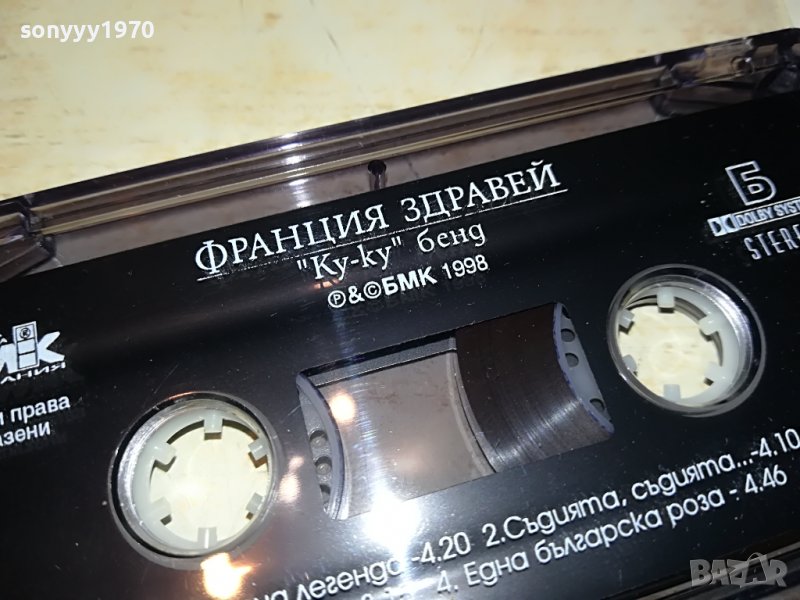 sonyyy1970
ФРАНЦИЯ ЗДРАВЕЙ
"Ку-ку" бенд
℗&©БМК 1998
Б
DOLBY SYST
STERE
права
легенда-4.20 2.Съдията, съдията...-4.10
4. Една българска роза - 4.46
BAZAR